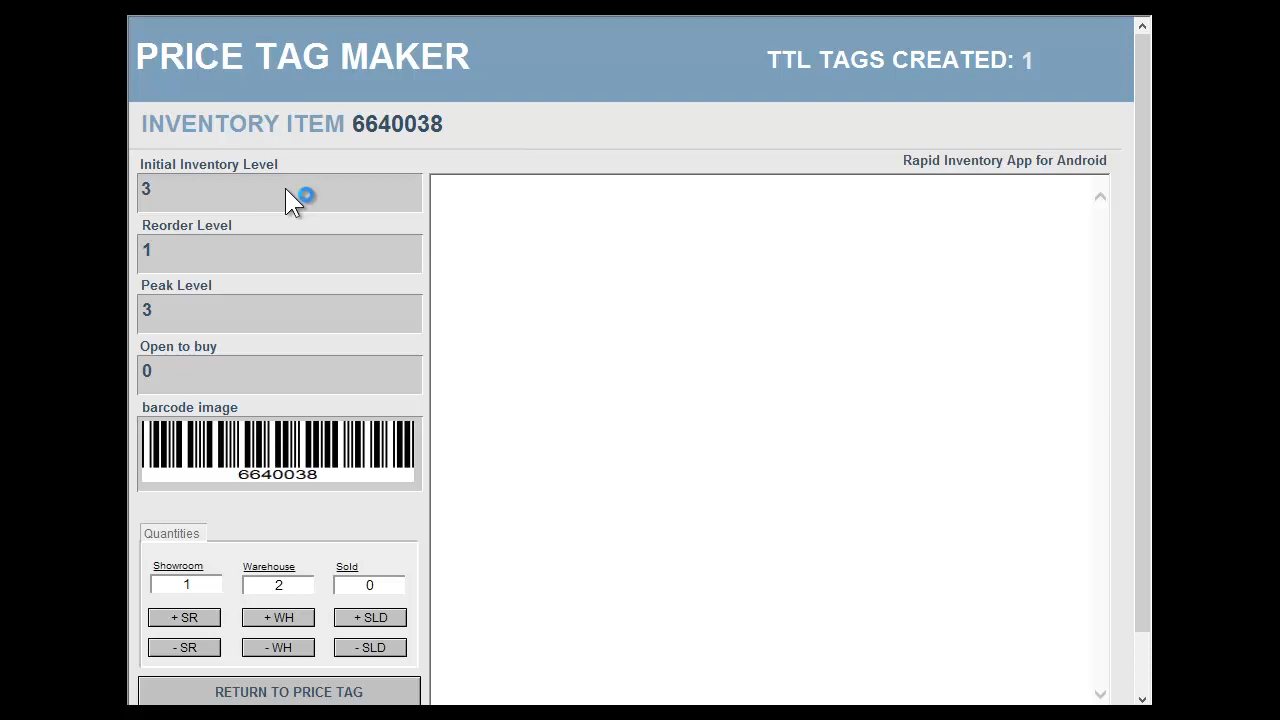 PRICE TAG MAKER
TTL TAGS CREATED: 1
INVENTORY ITEM 6640038
Initial Inventory Level
Rapid Inventory App for Android
3
Reorder Level
1
Peak Level
3
Open to buy
0
barcode image
6640038
Quantities
Showroom Warehouse Sold
1 2 0
+ SR + WH + SLD
- SR - WH - SLD
RETURN TO PRICE TAG